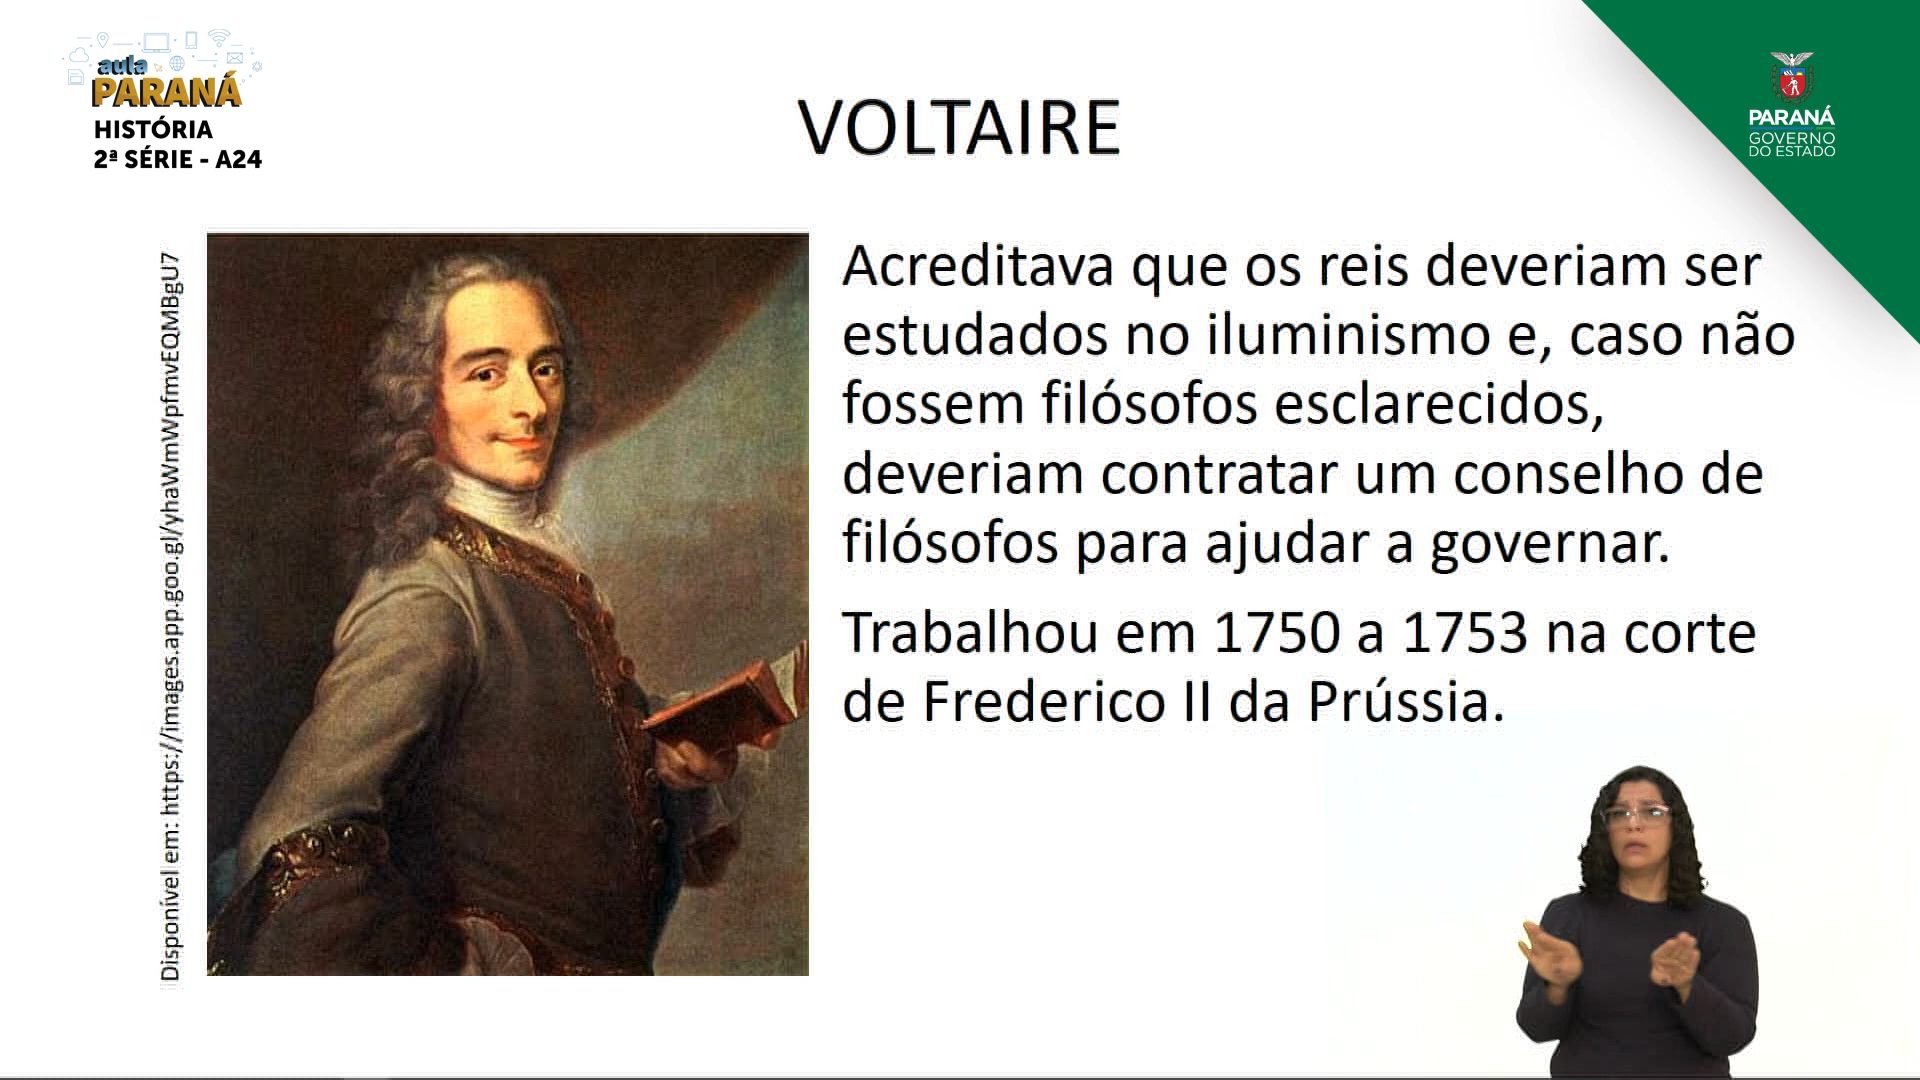 aula
PARANÁ
HISTÓRIA
2ª SÉRIE - A24
VOLTAIRE
PARANÁ
GOVERNO
DO ESTADO
Disponível em: https://images.app.goo.gl/yhaWmWpfmvEQMBgU7
Acreditava que os reis deveriam ser
estudados no iluminismo e, caso não
fossem filósofos esclarecidos,
deveriam contratar um conselho de
filósofos para ajudar a governar.
Trabalhou em 1750 a 1753 na corte
de Frederico II da Prússia.